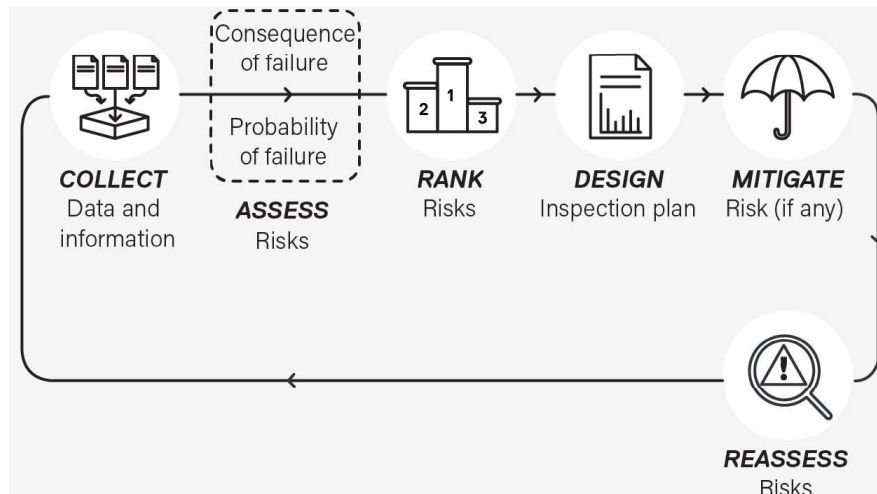 Consequence
of failure
Probability
of failure
2
1
3
COLLECT
Data and
information
ASSESS
Risks
RANK
Risks
DESIGN
Inspection plan
MITIGATE
Risk (if any)
!
REASSESS
Risks